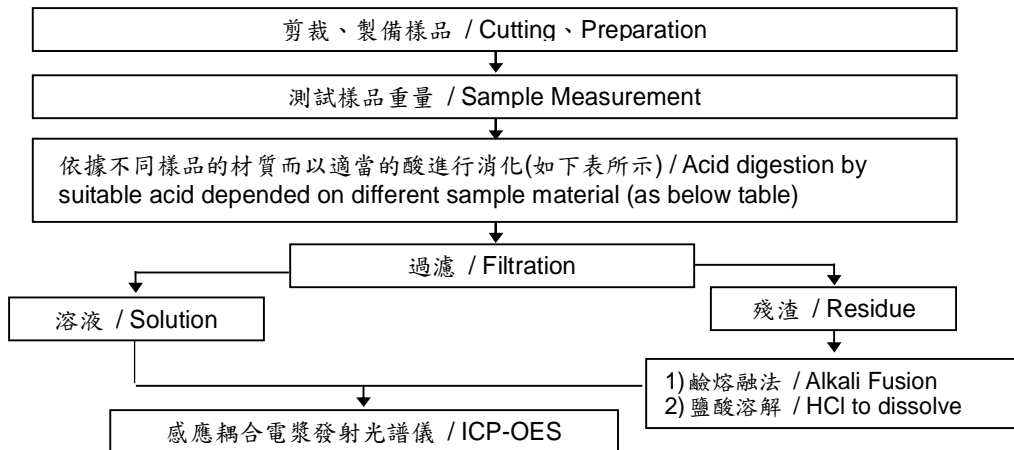 剪裁、製備樣品 / Cutting、Preparation
測試樣品重量 / Sample Measurement
依據不同樣品的材質而以適當的酸進行消化(如下表所示) / Acid digestion by
suitable acid depended on different sample material (as below table)
過濾 / Filtration
溶液 / Solution
殘渣 / Residue
1) 鹼熔融法 / Alkali Fusion
2) 鹽酸溶解 / HCl to dissolve
感應耦合電漿發射光譜儀 / ICP-OES